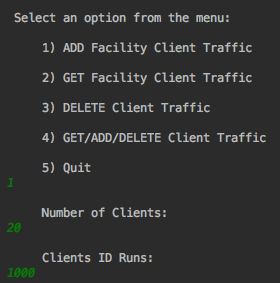 Select an option from the menu:
1) ADD Facility Client Traffic
2) GET Facility Client Traffic
3) DELETE Client Traffic
4) GET/ADD/DELETE Client Traffic
5) Quit
1
Number of Clients:
20
Clients ID Runs:
1000